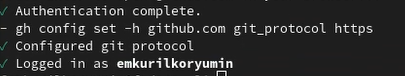 ✓ Authentication complete.
- gh config set -h github.com git_protocol https
✓ Configured git protocol
✓ Logged in as emkurilkoryumin